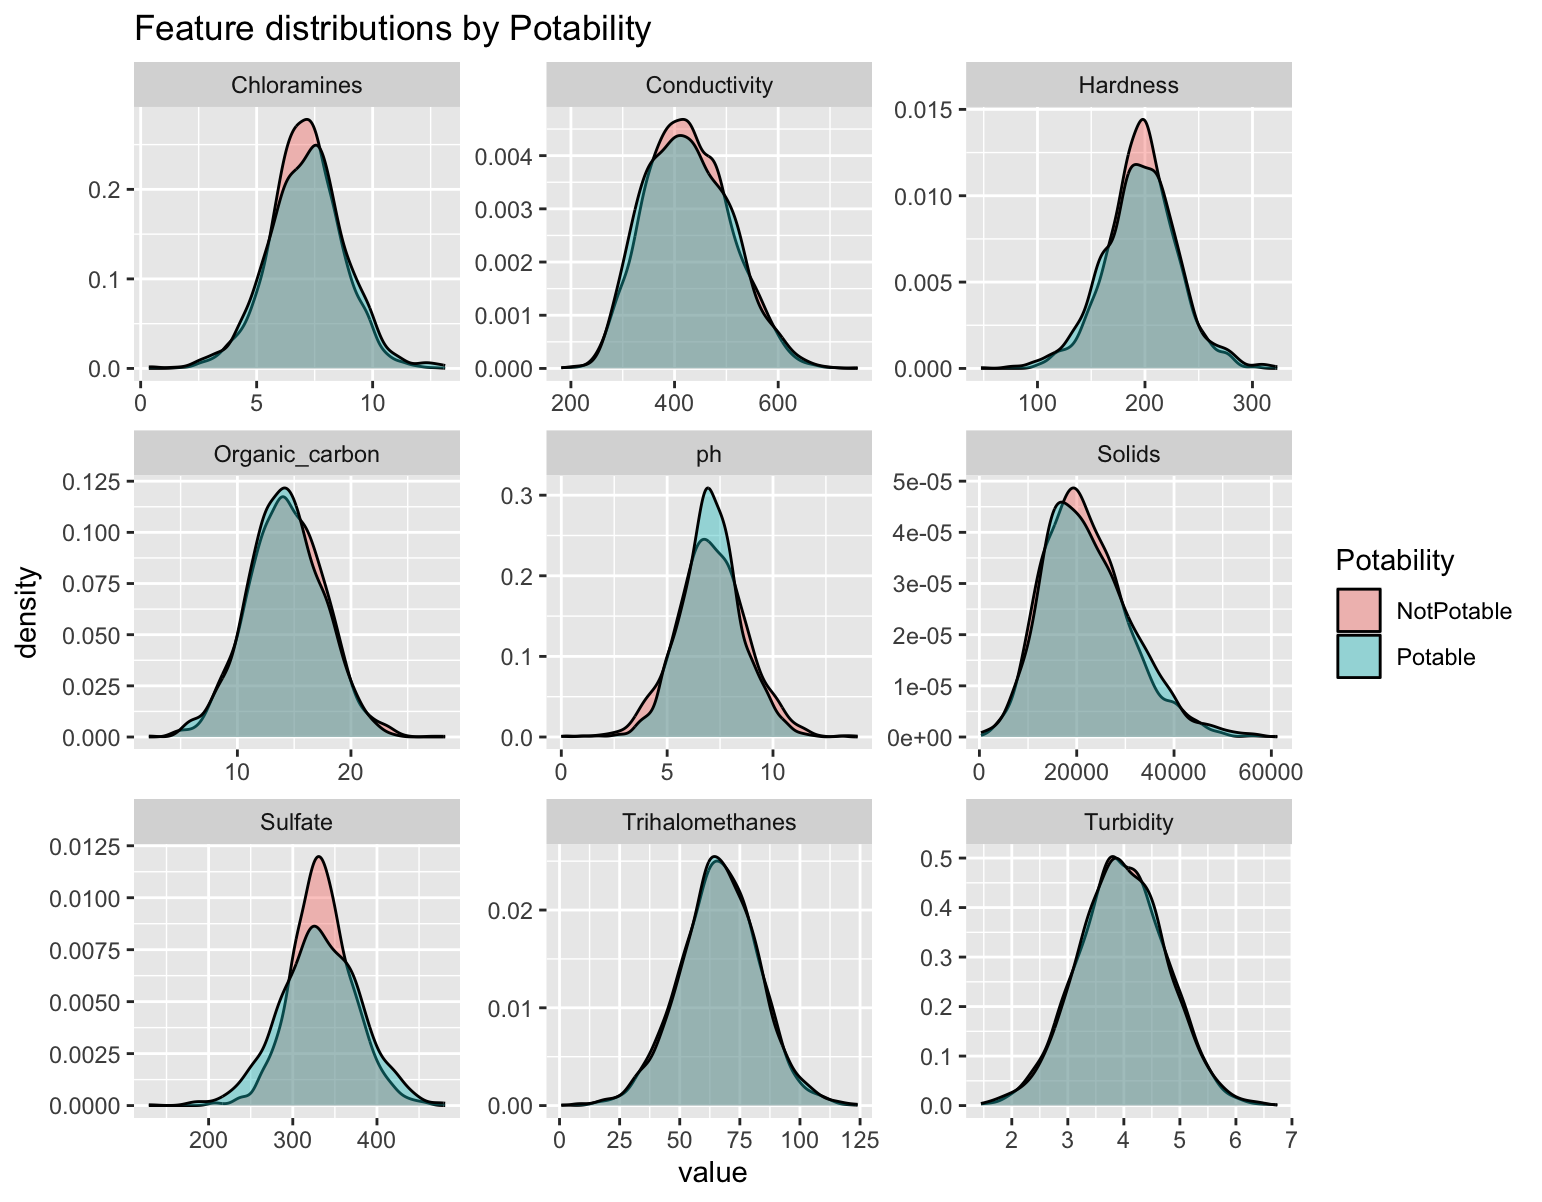 Feature distributions by Potability
Chloramines
Conductivity
Hardness
0.2
0.1
0.0
0 5 10
0.004
0.003
0.002
0.001
0.000
200 400 600
0.015
0.010
0.005
0.000
100 200 300
Organic_carbon
ph
Solids
0.125
0.100
0.075
0.050
0.025
0.000
10 20
0.3
0.2
0.1
0.0
0 5 10
5e-05
4e-05
3e-05
2e-05
1e-05
0e+00
0 20000 40000 60000
Sulfate
Trihalomethanes
Turbidity
0.0125
0.0100
0.0075
0.0050
0.0025
0.0000
200 300 400
0.02
0.01
0.00
0 25 50 75 100 125
0.5
0.4
0.3
0.2
0.1
0.0
2 3 4 5 6 7
density
value
Potability
NotPotable
Potable